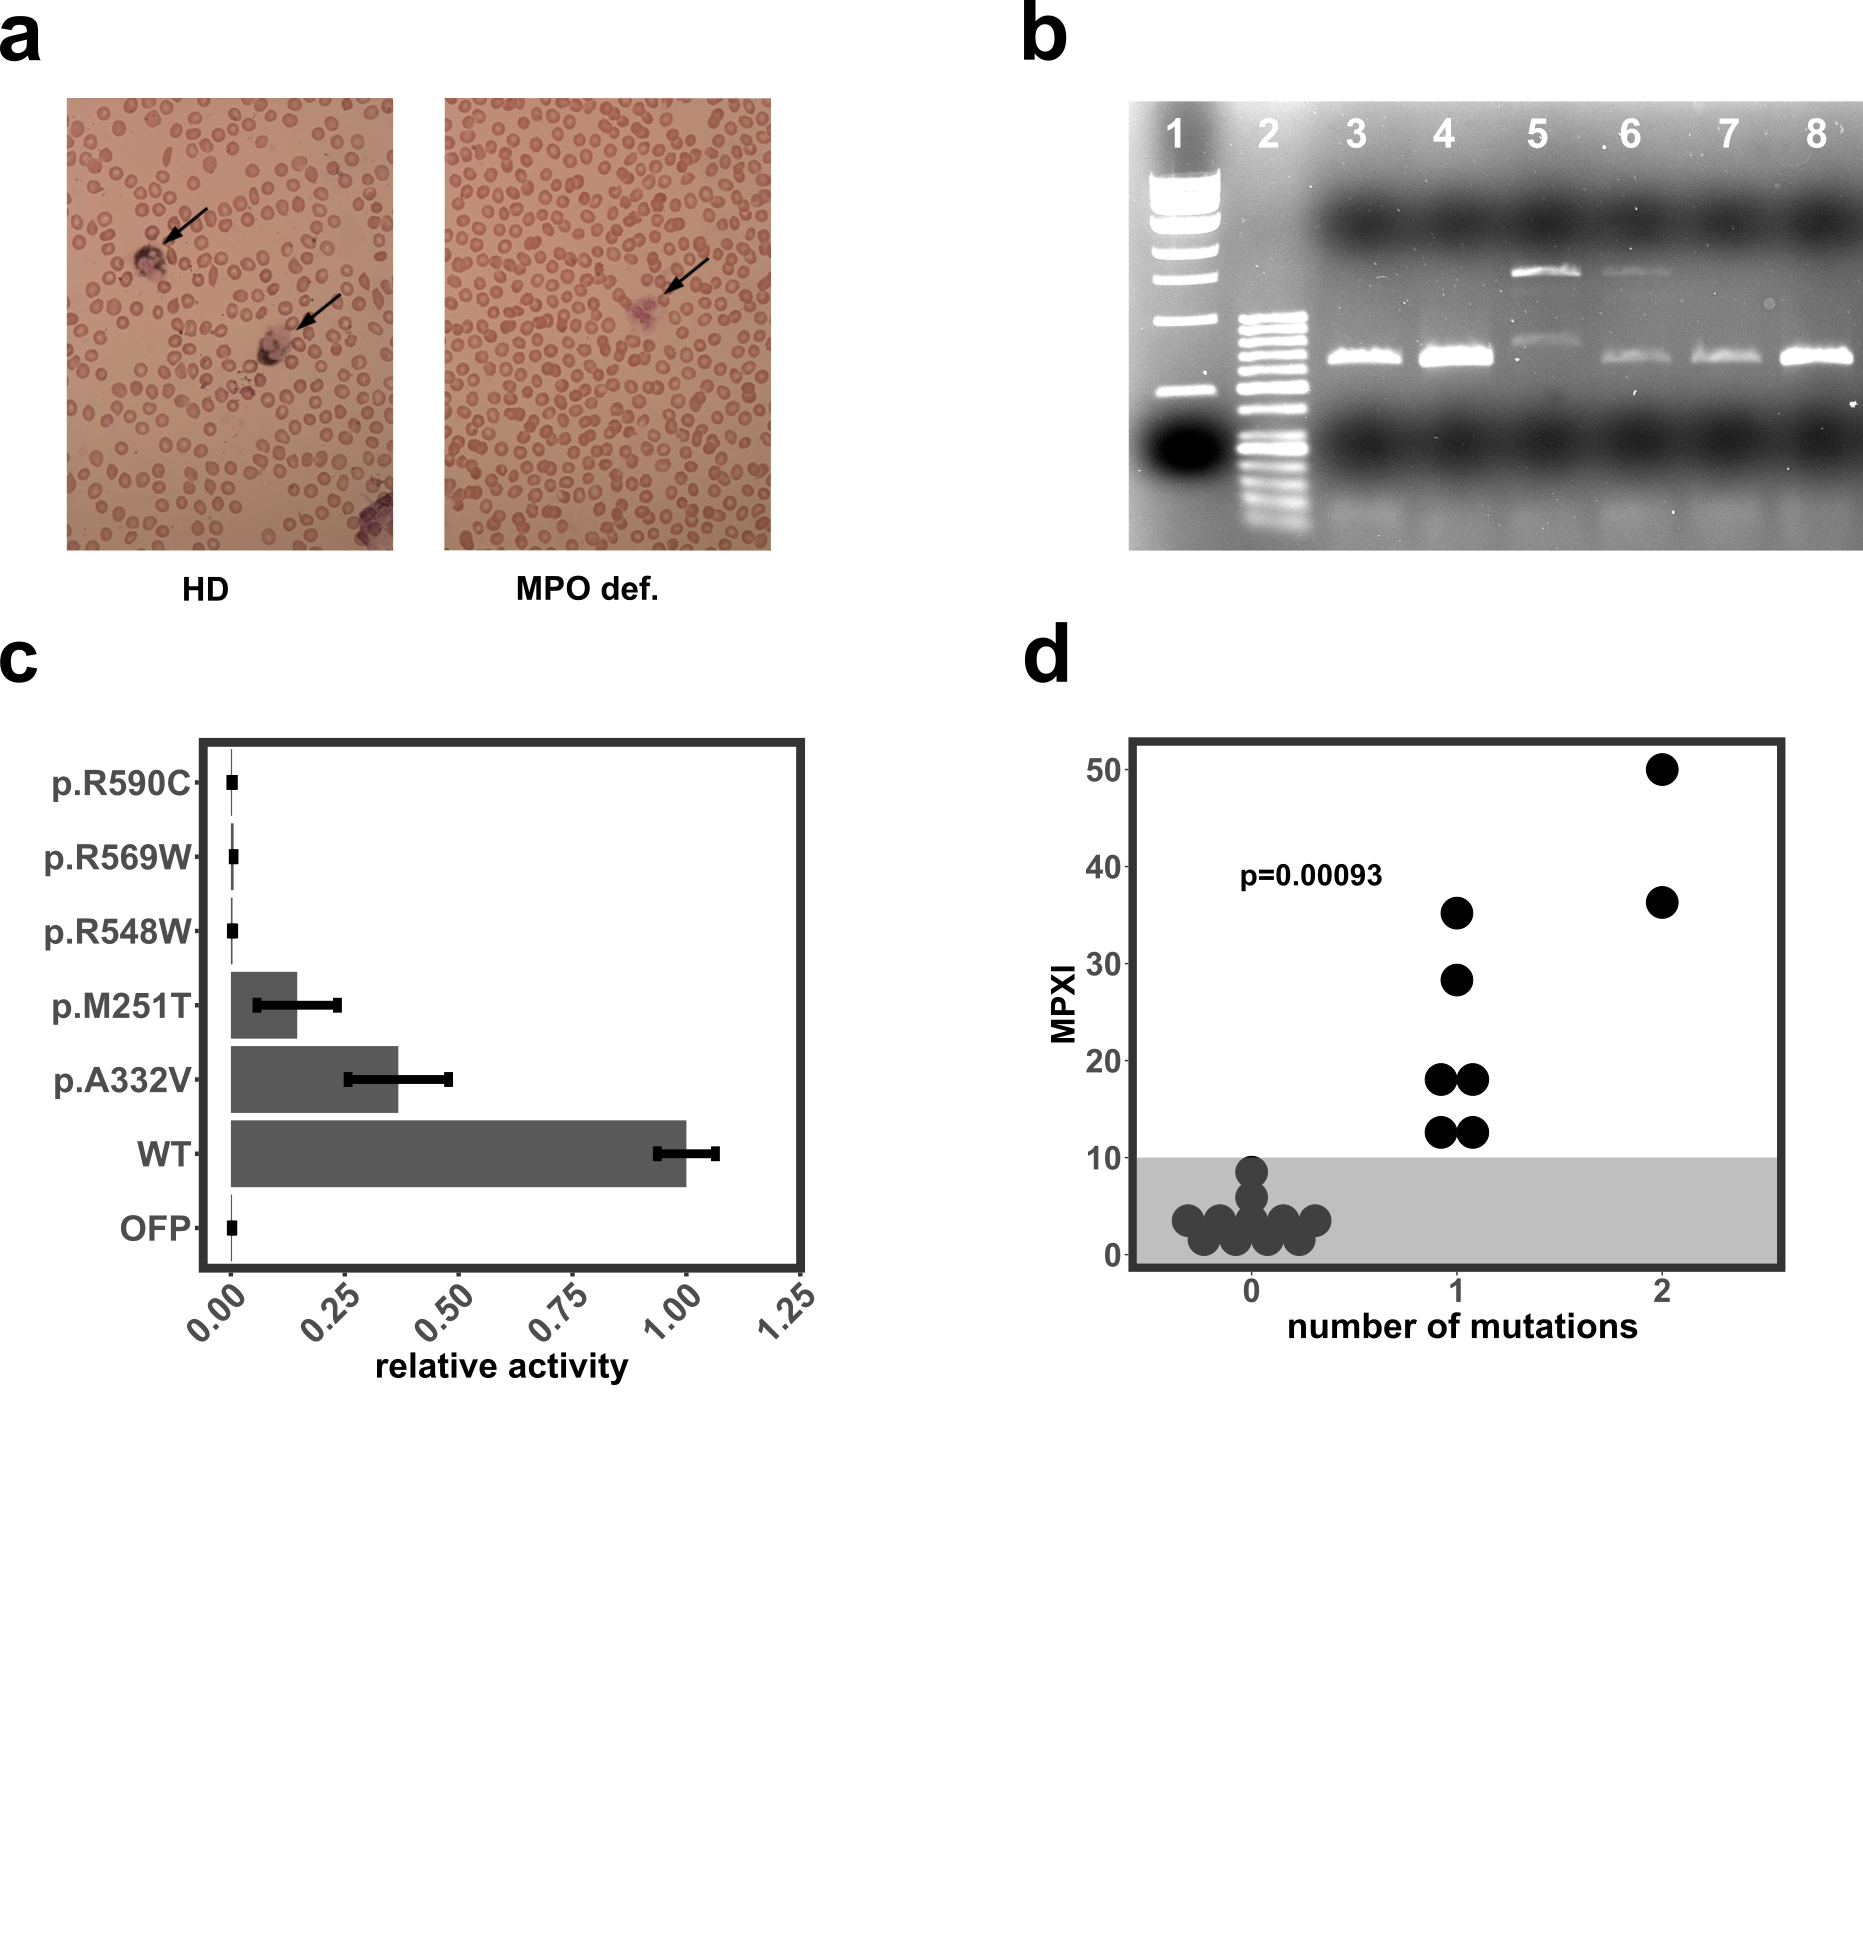 a
b
1 2 3 4 5 6 7 8
HD
MPO def.
c
p.R590C
p.R569W
p.R548W
p.M251T
p.A332V
WT
OFP
0.00 0.25 0.50 0.75 1.00 1.25
relative activity
d
50
40
30
20
10
0
MPXI
p=0.00093
0 1 2
number of mutations